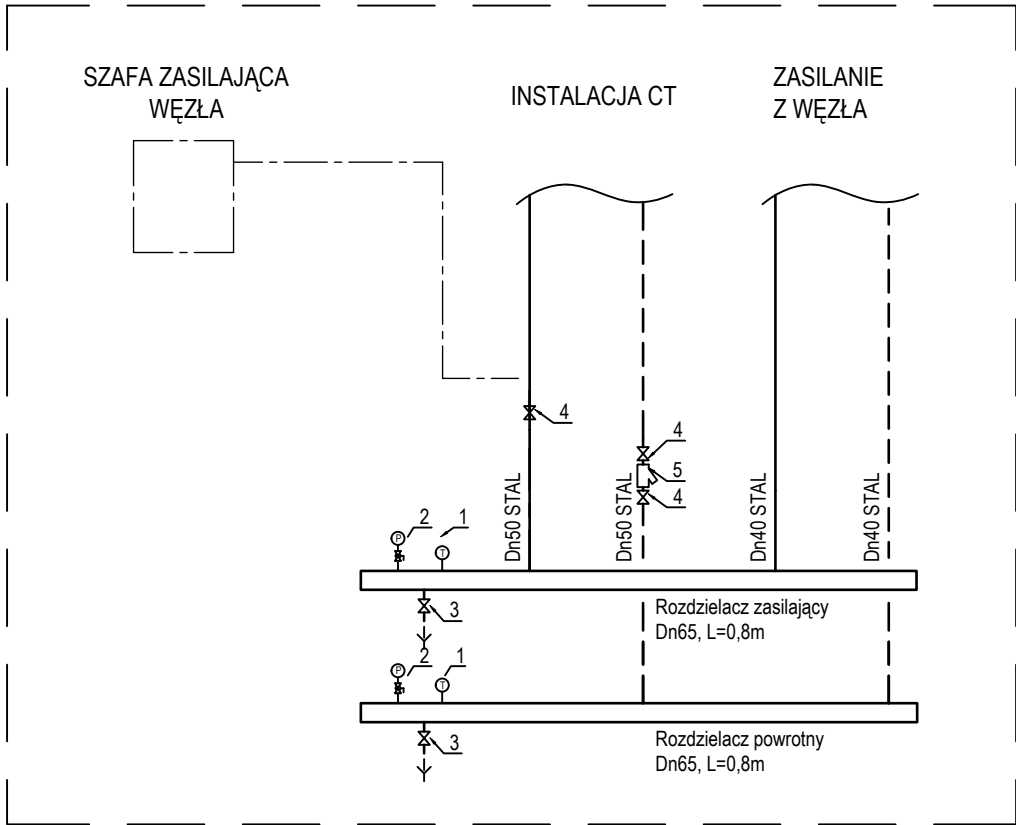 SZAFA ZASILAJĄCA
WĘZŁA
INSTALACJA CT
ZASILANIE
Z WĘZŁA
4
4
5
4
Dn50 STAL
Dn50 STAL
Dn40 STAL
Dn40 STAL
2
1
P
T
3
Rozdzielacz zasilający
Dn65, L=0,8m
2
1
P
T
3
Rozdzielacz powrotny
Dn65, L=0,8m